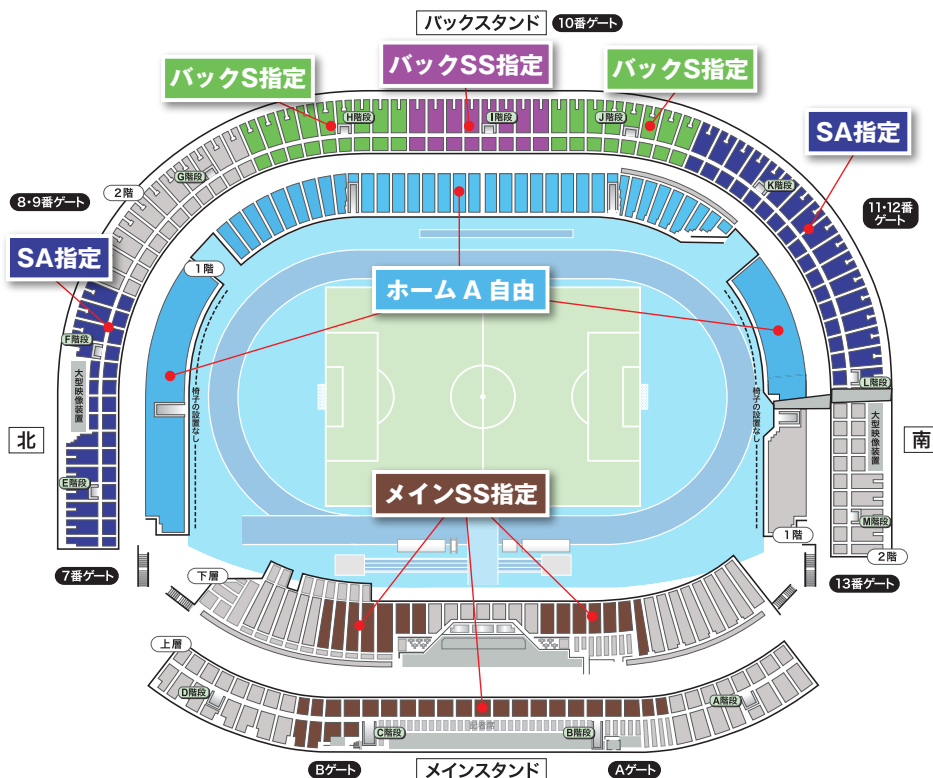 バックスタンド
10番ゲート
バックS指定
バックSS指定
バックS指定
SA指定
H階段
I階段
J階段
G階段
K階段
2階
8・9番ゲート
11・12番
ゲート
SA指定
1階
ホーム A 自由
F階段
L階段
大型映像装置
椅子の設置なし
椅子の設置なし
大型映像装置
北
南
メインSS指定
E階段
M階段
1階
2階
7番ゲート
下層
13番ゲート
上層
D階段
A階段
記者席
C階段
B階段
Bゲート
メインスタンド
Aゲート